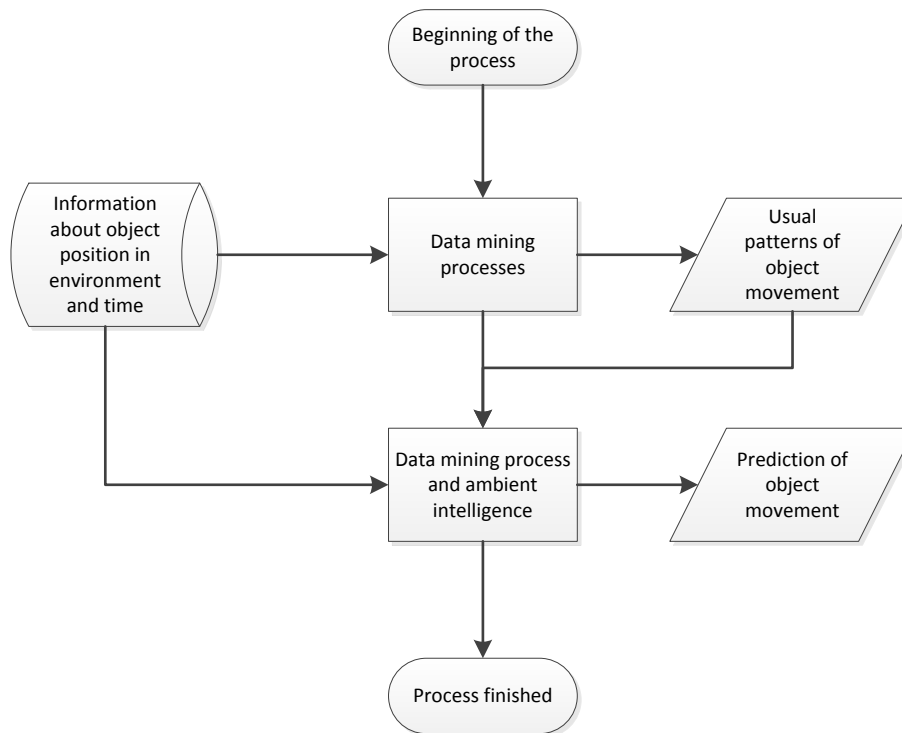 Beginning of the
process
Information
about object
position in
environment
and time
Data mining
processes
Usual
patterns of
object
movement
Data mining process
and ambient
intelligence
Prediction of
object
movement
Process finished